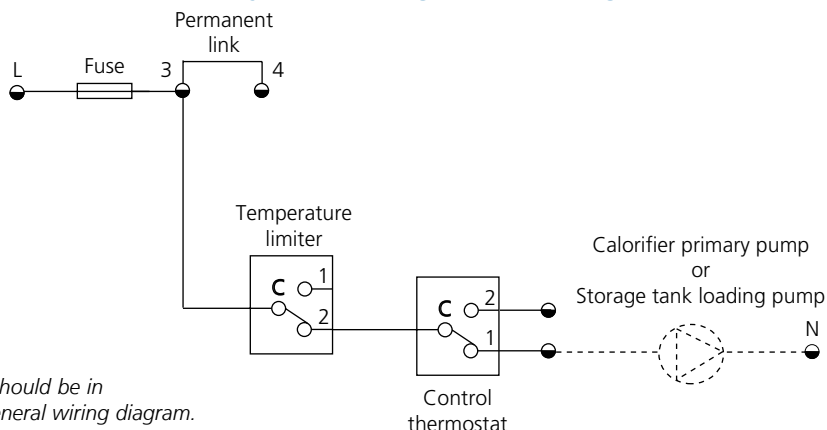 Permanent
link
L
Fuse
3
4
Temperature
limiter
C
1
2
C
2
1
Control
thermostat
Calorifier primary pump
or
Storage tank loading pump
N
hould be in
neral wiring diagram.